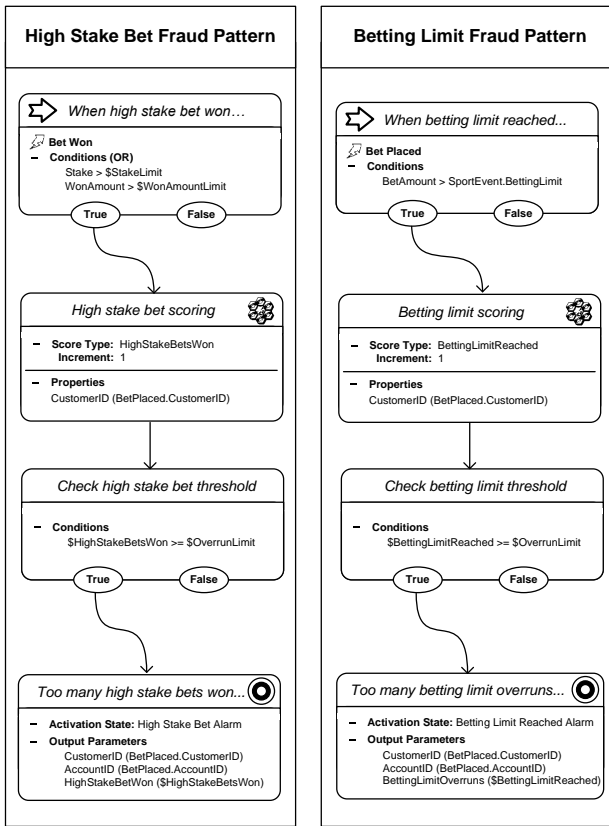 High Stake Bet Fraud Pattern
When high stake bet won…
Bet Won
– Conditions (OR)
Stake > $StakeLimit
WonAmount > $WonAmountLimit
True
False
High stake bet scoring
– Score Type: HighStakeBetsWon
Increment: 1
– Properties
CustomerID (BetPlaced.CustomerID)
Check high stake bet threshold
– Conditions
$HighStakeBetsWon >= $OverrunLimit
True
False
Too many high stake bets won...
– Activation State: High Stake Bet Alarm
– Output Parameters
CustomerID (BetPlaced.CustomerID)
AccountID (BetPlaced.AccountID)
HighStakeBetWon ($HighStakeBetsWon)
Betting Limit Fraud Pattern
When betting limit reached...
Bet Placed
– Conditions
BetAmount > SportEvent.BettingLimit
True
False
Betting limit scoring
– Score Type: BettingLimitReached
Increment: 1
– Properties
CustomerID (BetPlaced.CustomerID)
Check betting limit threshold
– Conditions
$BettingLimitReached >= $OverrunLimit
True
False
Too many betting limit overruns...
– Activation State: Betting Limit Reached Alarm
– Output Parameters
CustomerID (BetPlaced.CustomerID)
AccountID (BetPlaced.AccountID)
BettingLimitOverruns ($BettingLimitReached)